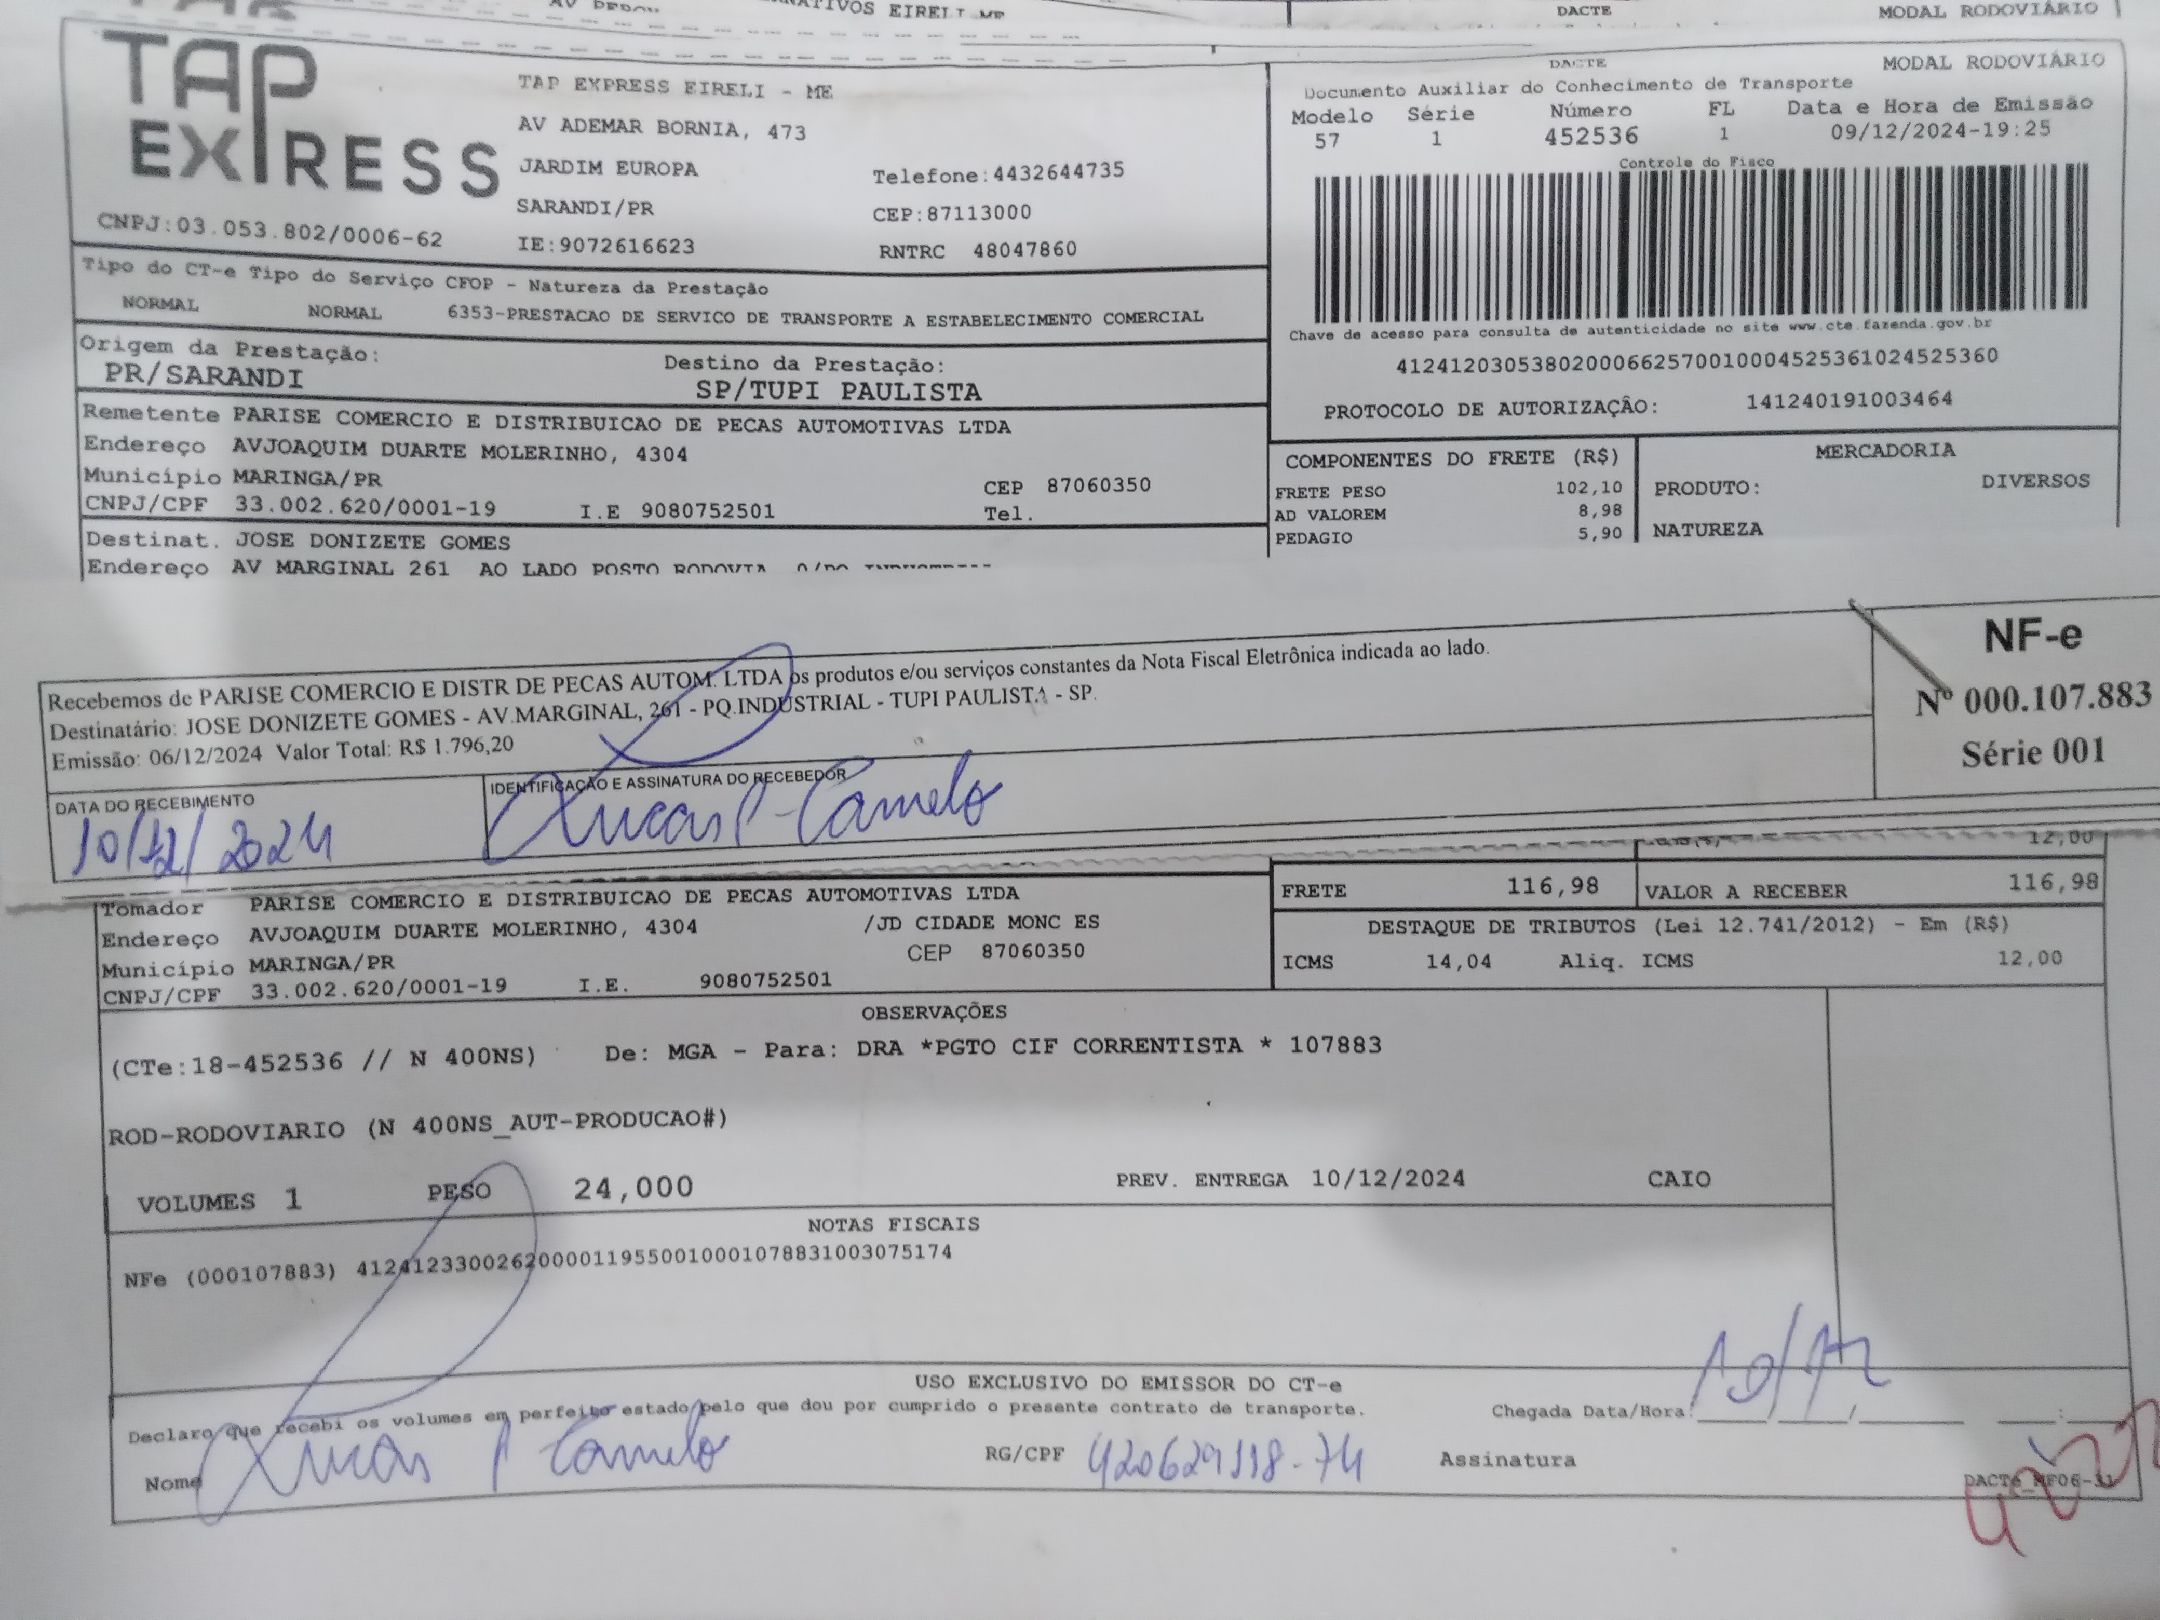 NATIVOS EIRELI ME
DACTE
MODAL RODOVIÁRIO
TAP EXPRESS
TAP EXPRESS EIRELI - ME
AV ADEMAR BORNIA, 473
JARDIM EUROPA Telefone:4432644735
SARANDI/PR CEP:87113000
CNPJ:03.053.802/0006-62 IE:9072616623 RNTRC 48047860
DACTE MODAL RODOVIÁRIO
Documento Auxiliar do Conhecimento de Transporte
Modelo Série Número FL Data e Hora de Emissão
57 1 452536 1 09/12/2024-19:25
Controle do Fisco
Chave de acesso para consulta de autenticidade no site www.cte.fazenda.gov.br
41241203053802000662570010004525361024525360
PROTOCOLO DE AUTORIZAÇÃO: 141240191003464
Tipo do CT-e Tipo do Serviço CFOP - Natureza da Prestação
NORMAL NORMAL 6353-PRESTACAO DE SERVICO DE TRANSPORTE A ESTABELECIMENTO COMERCIAL
Origem da Prestação: Destino da Prestação:
PR/SARANDI SP/TUPI PAULISTA
Remetente PARISE COMERCIO E DISTRIBUICAO DE PECAS AUTOMOTIVAS LTDA
Endereço AVJOAQUIM DUARTE MOLERINHO, 4304
Município MARINGA/PR CEP 87060350
CNPJ/CPF 33.002.620/0001-19 I.E 9080752501 Tel.
Destinat. JOSE DONIZETE GOMES
Endereço AV MARGINAL 261 AO LADO POSTO RODOVIA
COMPONENTES DO FRETE (R$) MERCADORIA
FRETE PESO 102,10 PRODUTO: DIVERSOS
AD VALOREM 8,98
PEDAGIO 5,90 NATUREZA
Recebemos de PARISE COMERCIO E DISTR DE PECAS AUTOM. LTDA os produtos e/ou serviços constantes da Nota Fiscal Eletrônica indicada ao lado.
Destinatário: JOSE DONIZETE GOMES - AV.MARGINAL, 261 - PQ.INDUSTRIAL - TUPI PAULISTA - SP.
Emissão: 06/12/2024 Valor Total: R$ 1.796,20
DATA DO RECEBIMENTO IDENTIFICAÇÃO E ASSINATURA DO RECEBEDOR
10/12/2024 Lucas P. Camelo
NF-e
Nº 000.107.883
Série 001
12,00
FRETE 116,98 VALOR A RECEBER 116,98
Tomador PARISE COMERCIO E DISTRIBUICAO DE PECAS AUTOMOTIVAS LTDA
Endereço AVJOAQUIM DUARTE MOLERINHO, 4304 /JD CIDADE MONC ES
Município MARINGA/PR CEP 87060350
CNPJ/CPF 33.002.620/0001-19 I.E. 9080752501
DESTAQUE DE TRIBUTOS (Lei 12.741/2012) - Em (R$)
ICMS 14,04 Aliq. ICMS 12,00
OBSERVAÇÕES
(CTe:18-452536 // N 400NS) De: MGA - Para: DRA *PGTO CIF CORRENTISTA * 107883
ROD-RODOVIARIO (N 400NS_AUT-PRODUCAO#)
VOLUMES 1 PESO 24,000 PREV. ENTREGA 10/12/2024 CAIO
NOTAS FISCAIS
NFe (000107883) 41241233002620000119550010001078831003075174
USO EXCLUSIVO DO EMISSOR DO CT-e
Declaro que recebi os volumes em perfeito estado pelo que dou por cumprido o presente contrato de transporte. Chegada Data/Hora: 10/12
Nome Lucas P Camelo RG/CPF 420629118-74 Assinatura